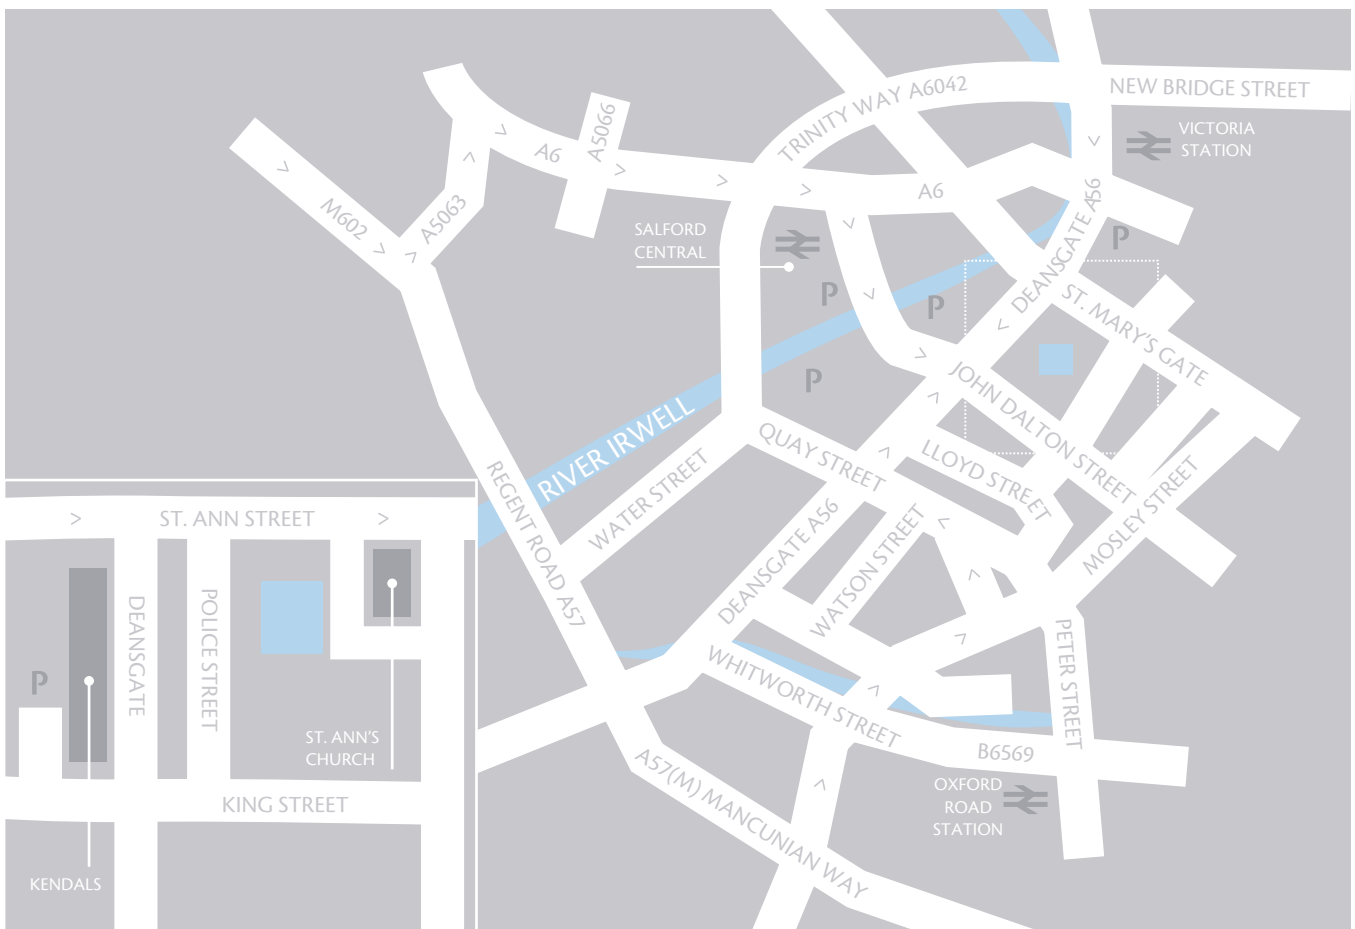 TRINITY WAY A6042
NEW BRIDGE STREET
VICTORIA
STATION
A5066
A6
A6
M602
A5063
SALFORD
CENTRAL
DEANSGATE A56
P
P
P
P
ST. MARY'S GATE
JOHN DALTON STREET
RIVER IRWELL
QUAY STREET
LLOYD STREET
WATER STREET
MOSLEY STREET
REGENT ROAD A57
DEANSGATE A56
WATSON STREET
WHITWORTH STREET
PETER STREET
B6569
OXFORD
ROAD
STATION
A57(M) MANCUNIAN WAY
ST. ANN STREET
DEANSGATE
POLICE STREET
P
ST. ANN'S
CHURCH
KING STREET
KENDALS